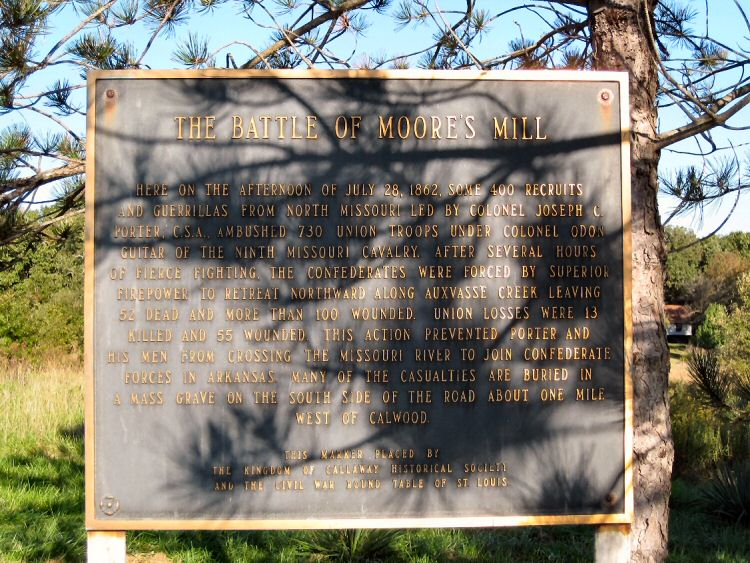 THE BATTLE OF MOORE'S MILL
HERE ON THE AFTERNOON OF JULY 28, 1862, SOME 400 RECRUITS
AND GUERRILLAS FROM NORTH MISSOURI LED BY COLONEL JOSEPH C.
PORTER, C.S.A., AMBUSHED 730 UNION TROOPS UNDER COLONEL ODON
GUITAR OF THE NINTH MISSOURI CAVALRY. AFTER SEVERAL HOURS
OF FIERCE FIGHTING, THE CONFEDERATES WERE FORCED BY SUPERIOR
FIREPOWER TO RETREAT NORTHWARD ALONG AUXVASSE CREEK LEAVING
52 DEAD AND MORE THAN 100 WOUNDED. UNION LOSSES WERE 13
KILLED AND 55 WOUNDED. THIS ACTION PREVENTED PORTER AND
HIS MEN FROM CROSSING THE MISSOURI RIVER TO JOIN CONFEDERATE
FORCES IN ARKANSAS. MANY OF THE CASUALTIES ARE BURIED IN
A MASS GRAVE ON THE SOUTH SIDE OF THE ROAD ABOUT ONE MILE
WEST OF CALWOOD.
THIS MARKER PLACED BY
THE KINGDOM OF CALLAWAY HISTORICAL SOCIETY
AND THE CIVIL WAR ROUND TABLE OF ST LOUIS